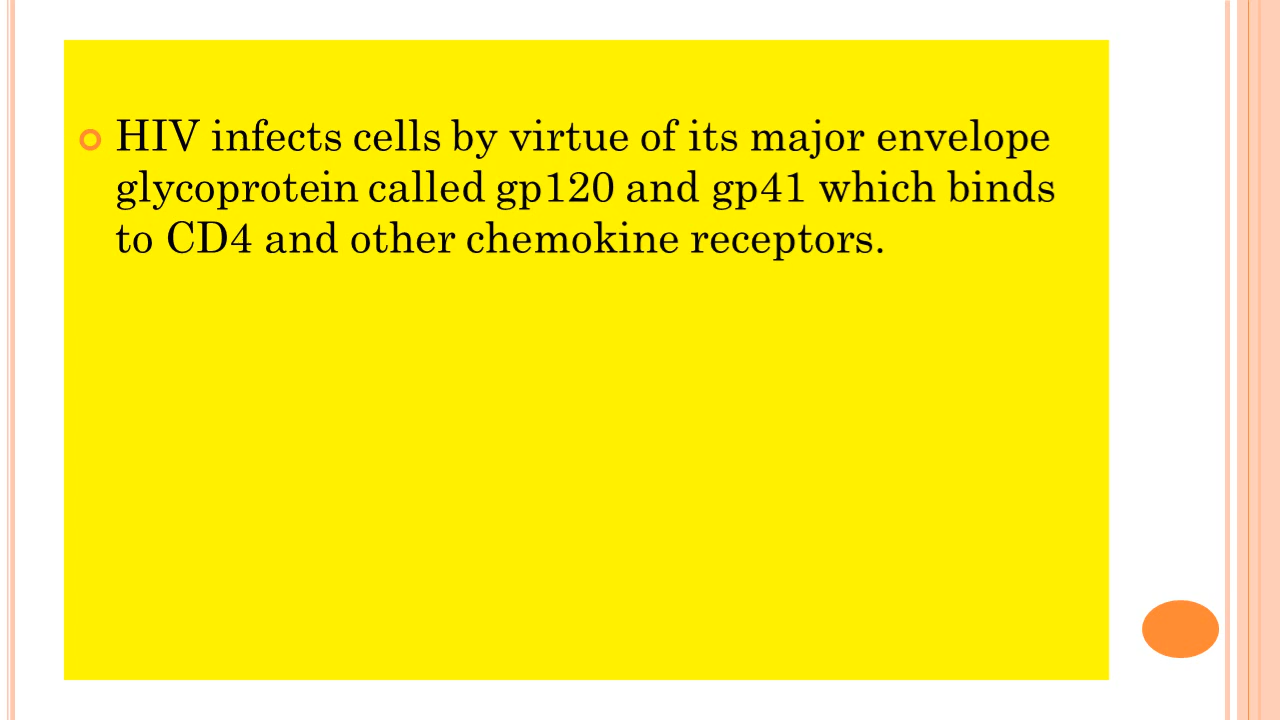 HIV infects cells by virtue of its major envelope
glycoprotein called gp120 and gp41 which binds
to CD4 and other chemokine receptors.